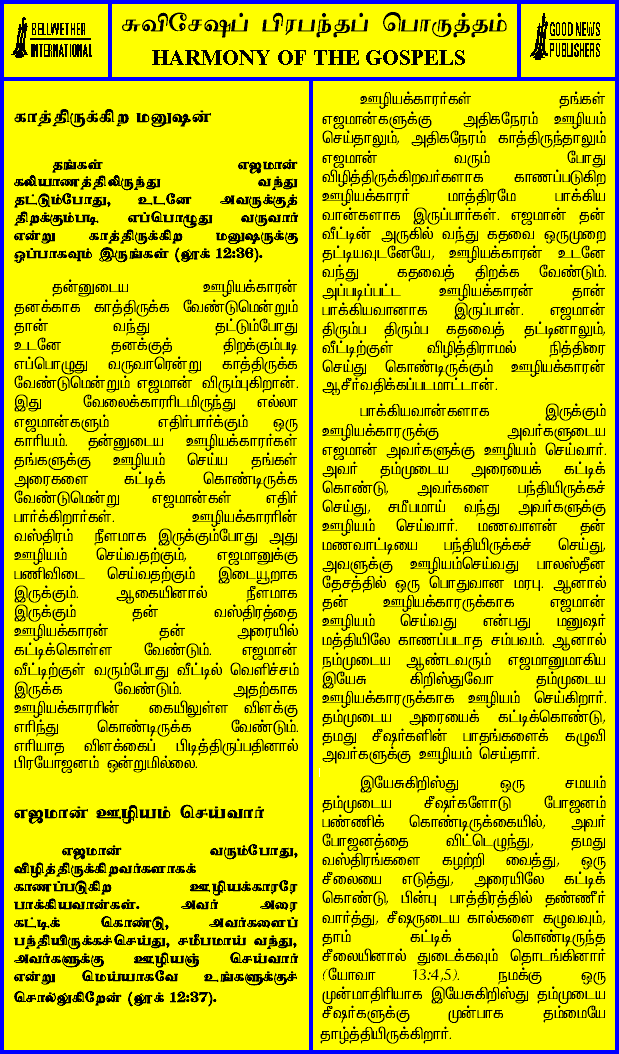 BELLWETHER
INTERNATIONAL
சுவிசேஷப் பிரபந்தப் பொருத்தம்
HARMONY OF THE GOSPELS
GOOD NEWS
PUBLISHERS
காத்திருக்கிற மனுஷன்
தங்கள் எஜமான்
கலியாணத்திலிருந்து வந்து
தட்டும்போது, உடனே அவருக்குத்
திறக்கும்படி எப்பொழுது வருவார்
என்று காத்திருக்கிற மனுஷருக்கு
ஒப்பாகவும் இருங்கள் (லூக் 12:36).
தன்னுடைய ஊழியக்காரன்
தனக்காக காத்திருக்க வேண்டுமென்றும்
தான் வந்து தட்டும்போது
உடனே தனக்குத் திறக்கும்படி
எப்பொழுது வருவாரென்று காத்திருக்க
வேண்டுமென்றும் எஜமான் விரும்புகிறான்.
இது வேலைக்காரரிடமிருந்து எல்லா
எஜமான்களும் எதிர்பார்க்கும் ஒரு
காரியம். தன்னுடைய ஊழியக்காரர்கள்
தங்களுக்கு ஊழியம் செய்ய தங்கள்
அரைகளை கட்டிக் கொண்டிருக்க
வேண்டுமென்று எஜமான்கள் எதிர்
பார்க்கிறார்கள். ஊழியக்காரரின்
வஸ்திரம் நீளமாக இருக்கும்போது அது
ஊழியம் செய்வதற்கும், எஜமானுக்கு
பணிவிடை செய்வதற்கும் இடையூறாக
இருக்கும். ஆகையினால் நீளமாக
இருக்கும் தன் வஸ்திரத்தை
ஊழியக்காரன் தன் அரையில்
கட்டிக்கொள்ள வேண்டும். எஜமான்
வீட்டிற்குள் வரும்போது வீட்டில் வெளிச்சம்
இருக்க வேண்டும். அதற்காக
ஊழியக்காரரின் கையிலுள்ள விளக்கு
எரிந்து கொண்டிருக்க வேண்டும்.
எரியாத விளக்கைப் பிடித்திருப்பதினால்
பிரயோஜனம் ஒன்றுமில்லை.
எஜமான் ஊழியம் செய்வார்
எஜமான் வரும்போது,
விழித்திருக்கிறவர்களாகக்
காணப்படுகிற ஊழியக்காரரே
பாக்கியவான்கள். அவர் அரை
கட்டிக் கொண்டு, அவர்களைப்
பந்தியிருக்கச்செய்து, சமீபமாய் வந்து,
அவர்களுக்கு ஊழியஞ் செய்வார்
என்று மெய்யாகவே உங்களுக்குச்
சொல்லுகிறேன் (லூக் 12:37).
ஊழியக்காரர்கள் தங்கள்
எஜமான்களுக்கு அதிகநேரம் ஊழியம்
செய்தாலும், அதிகநேரம் காத்திருந்தாலும்
எஜமான் வரும் போது
விழித்திருக்கிறவர்களாக காணப்படுகிற
ஊழியக்காரர் மாத்திரமே பாக்கிய
வான்களாக இருப்பார்கள். எஜமான் தன்
வீட்டின் அருகில் வந்து கதவை ஒருமுறை
தட்டியவுடனேயே, ஊழியக்காரன் உடனே
வந்து கதவைத் திறக்க வேண்டும்.
அப்படிப்பட்ட ஊழியக்காரன் தான்
பாக்கியவானாக இருப்பான். எஜமான்
திரும்ப திரும்ப கதவைத் தட்டினாலும்,
வீட்டிற்குள் விழித்திராமல் நித்திரை
செய்து கொண்டிருக்கும் ஊழியக்காரன்
ஆசீர்வதிக்கப்படமாட்டான்.
பாக்கியவான்களாக இருக்கும்
ஊழியக்காரருக்கு அவர்களுடைய
எஜமான் அவர்களுக்கு ஊழியம் செய்வார்.
அவர் தம்முடைய அரையைக் கட்டிக்
கொண்டு, அவர்களை பந்தியிருக்கச்
செய்து, சமீபமாய் வந்து அவர்களுக்கு
ஊழியம் செய்வார். மணவாளன் தன்
மணவாட்டியை பந்தியிருக்கச் செய்து,
அவளுக்கு ஊழியம்செய்வது பாலஸ்தீன
தேசத்தில் ஒரு பொதுவான மரபு. ஆனால்
தன் ஊழியக்காரருக்காக எஜமான்
ஊழியம் செய்வது என்பது மனுஷர்
மத்தியிலே காணப்படாத சம்பவம். ஆனால்
நம்முடைய ஆண்டவரும் எஜமானுமாகிய
இயேசு கிறிஸ்துவோ தம்முடைய
ஊழியக்காரருக்காக ஊழியம் செய்கிறார்.
தம்முடைய அரையைக் கட்டிக்கொண்டு,
தமது சீஷர்களின் பாதங்களைக் கழுவி
அவர்களுக்கு ஊழியம் செய்தார்.
இயேசுகிறிஸ்து ஒரு சமயம்
தம்முடைய சீஷர்களோடு போஜனம்
பண்ணிக் கொண்டிருக்கையில், அவர்
போஜனத்தை விட்டெழுந்து, தமது
வஸ்திரங்களை கழற்றி வைத்து, ஒரு
சீலையை எடுத்து, அரையிலே கட்டிக்
கொண்டு, பின்பு பாத்திரத்தில் தண்ணீர்
வார்த்து, சீஷருடைய கால்களை கழுவவும்,
தாம் கட்டிக் கொண்டிருந்த
சீலையினால் துடைக்கவும் தொடங்கினார்
(யோவா 13:4,5). நமக்கு ஒரு
முன்மாதிரியாக இயேசுகிறிஸ்து தம்முடைய
சீஷர்களுக்கு முன்பாக தம்மையே
தாழ்த்தியிருக்கிறார்.